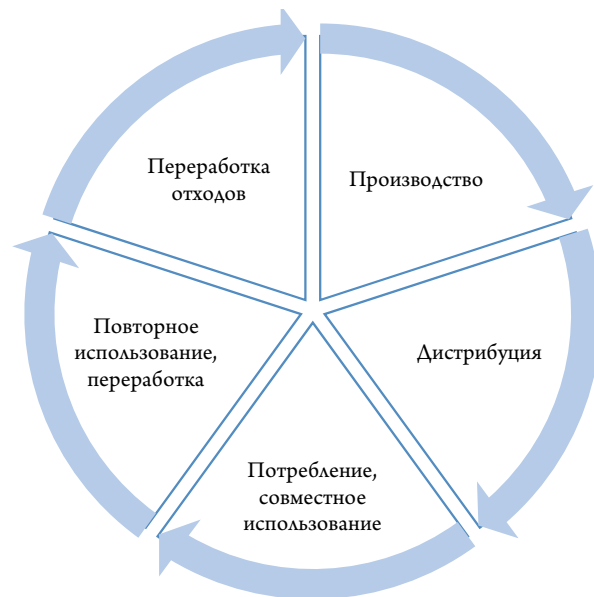 Переработка
отходов
Производство
Повторное
использование,
переработка
Дистрибуция
Потребление,
совместное
использование